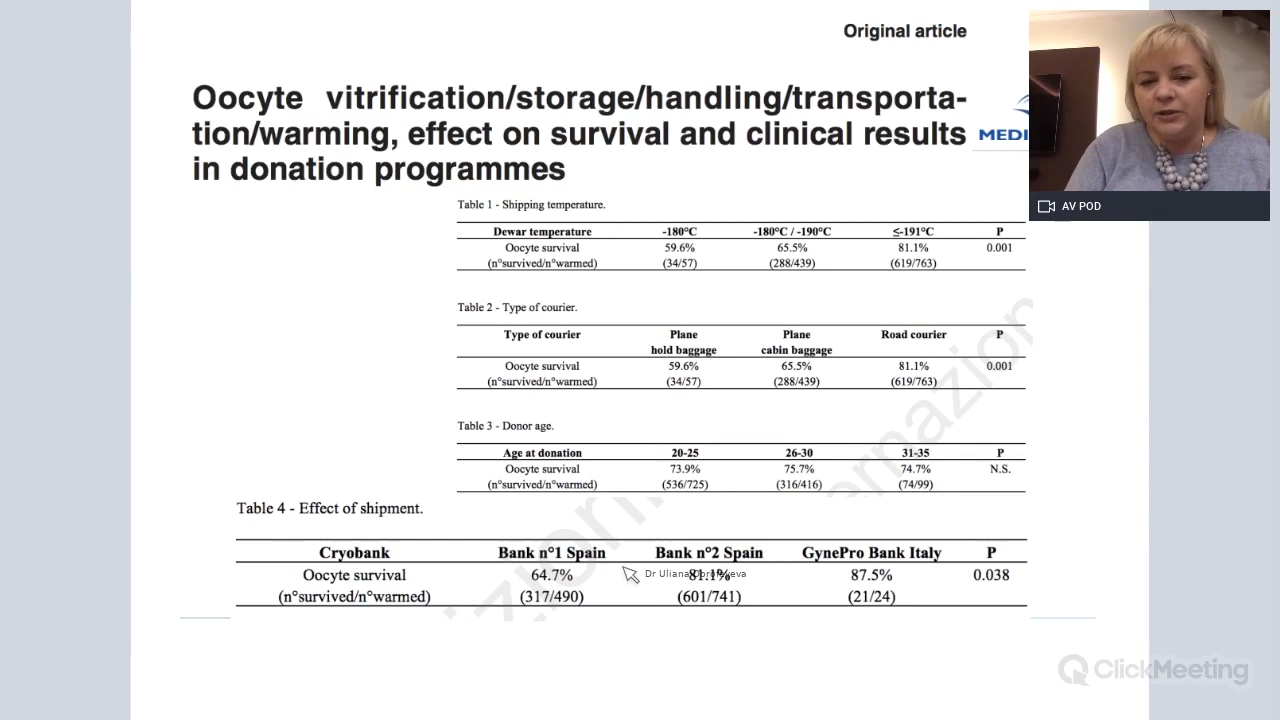 Original article
Oocyte vitrification/storage/handling/transporta-
tion/warming, effect on survival and clinical results
in donation programmes
MEDI
AV POD
Table 1 - Shipping temperature.
Dewar temperature -180°C -180°C / -190°C ≤-191°C P
Oocyte survival 59.6% 65.5% 81.1% 0.001
(n°survived/n°warmed) (34/57) (288/439) (619/763)
Table 2 - Type of courier.
Type of courier Plane Plane Road courier P
hold baggage cabin baggage
Oocyte survival 59.6% 65.5% 81.1% 0.001
(n°survived/n°warmed) (34/57) (288/439) (619/763)
Table 3 - Donor age.
Age at donation 20-25 26-30 31-35 P
Oocyte survival 73.9% 75.7% 74.7% N.S.
(n°survived/n°warmed) (536/725) (316/416) (74/99)
Table 4 - Effect of shipment.
Cryobank Bank n°1 Spain Bank n°2 Spain GynePro Bank Italy P
Oocyte survival 64.7% 81.1% 87.5% 0.038
Dr Uliana
(n°survived/n°warmed) (317/490) (601/741) (21/24)
ClickMeeting